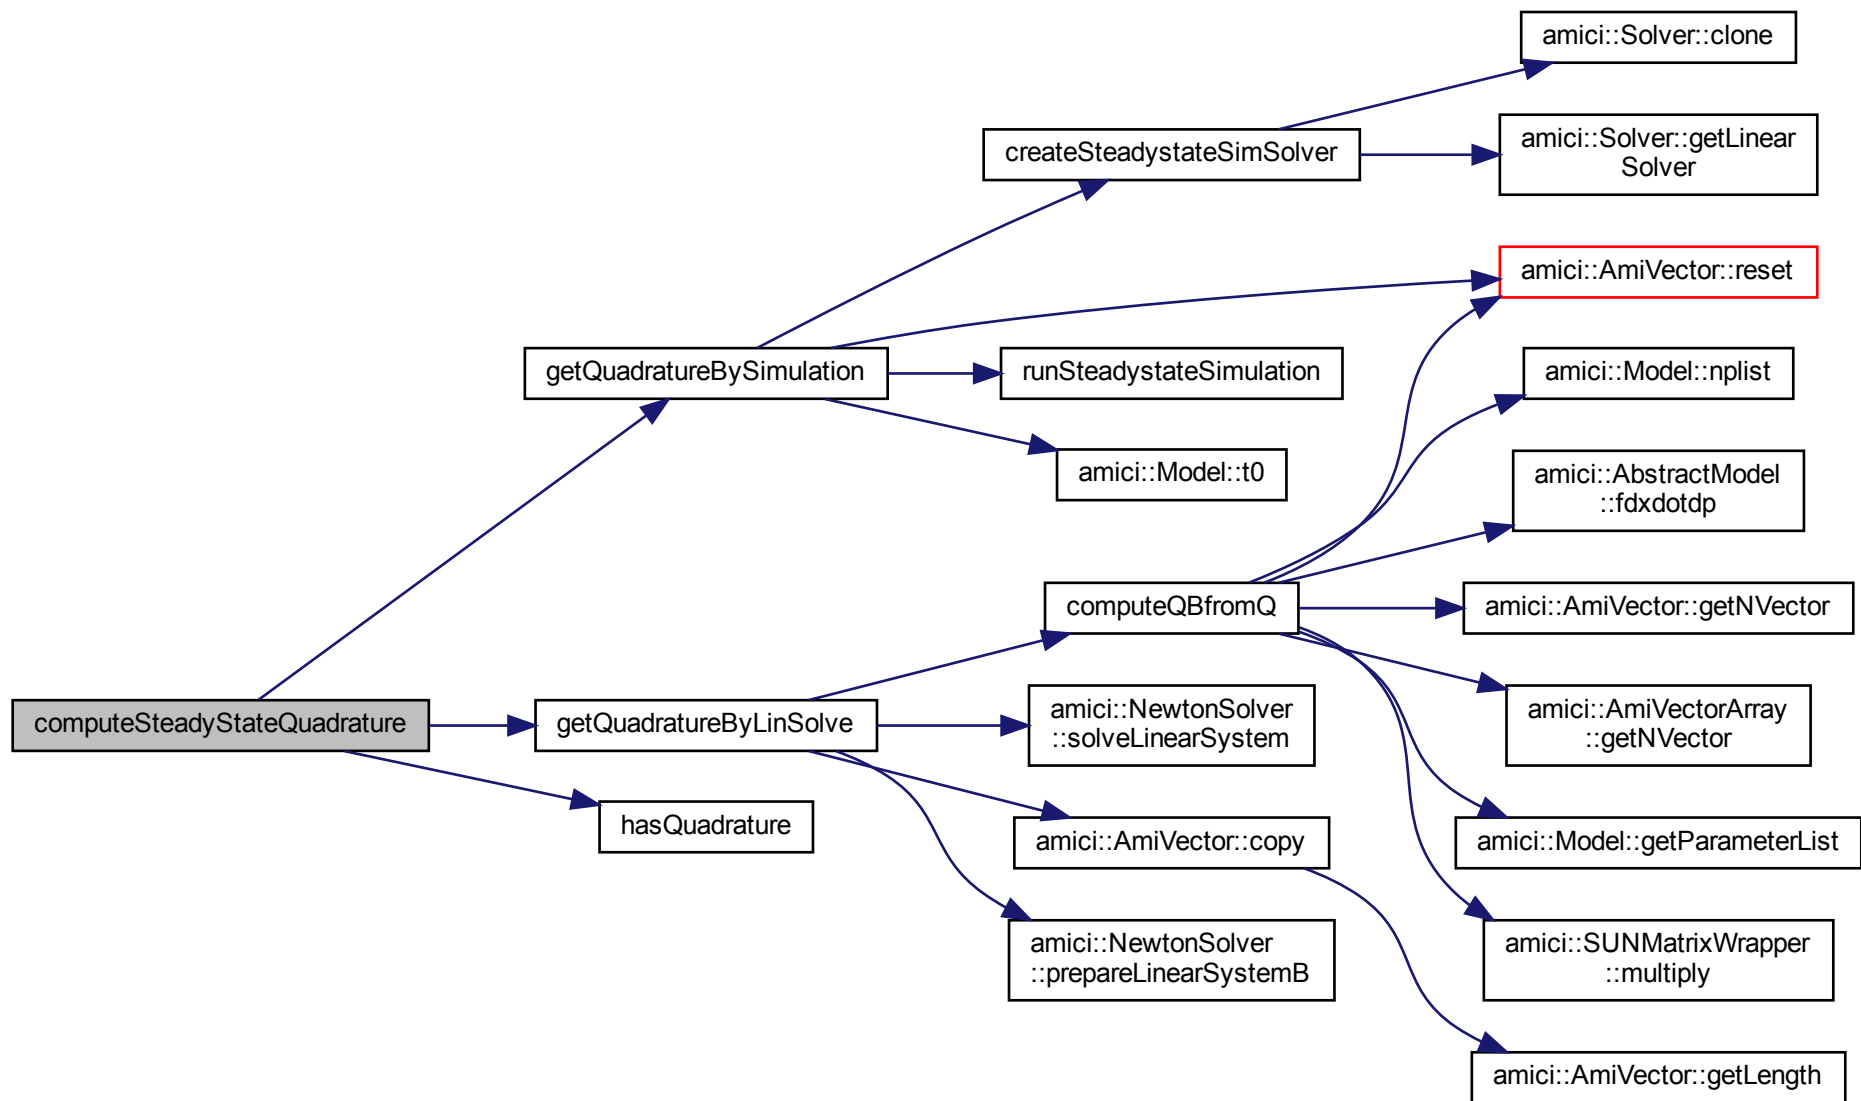 amici::Solver::clone
createSteadystateSimSolver
amici::Solver::getLinear
Solver
amici::AmiVector::reset
getQuadratureBySimulation
runSteadystateSimulation
amici::Model::nplist
amici::Model::t0
amici::AbstractModel
::fdxdotdp
computeQBfromQ
amici::AmiVector::getNVector
computeSteadyStateQuadrature
getQuadratureByLinSolve
amici::NewtonSolver
::solveLinearSystem
amici::AmiVectorArray
::getNVector
hasQuadrature
amici::AmiVector::copy
amici::Model::getParameterList
amici::NewtonSolver
::prepareLinearSystemB
amici::SUNMatrixWrapper
::multiply
amici::AmiVector::getLength